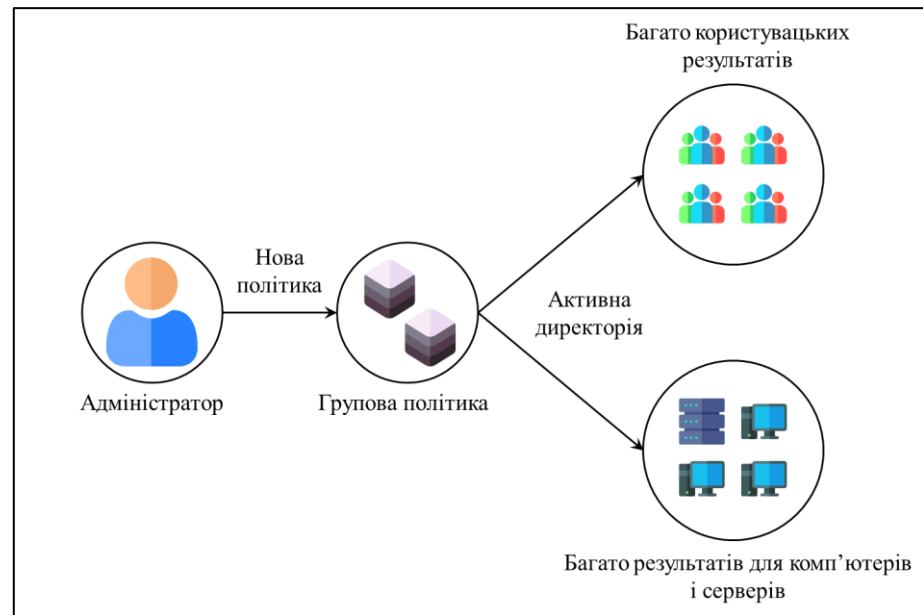 Багато користувацьких
результатів
Нова
політика
Активна
директорія
Адміністратор
Групова політика
Багато результатів для комп’ютерів
і серверів